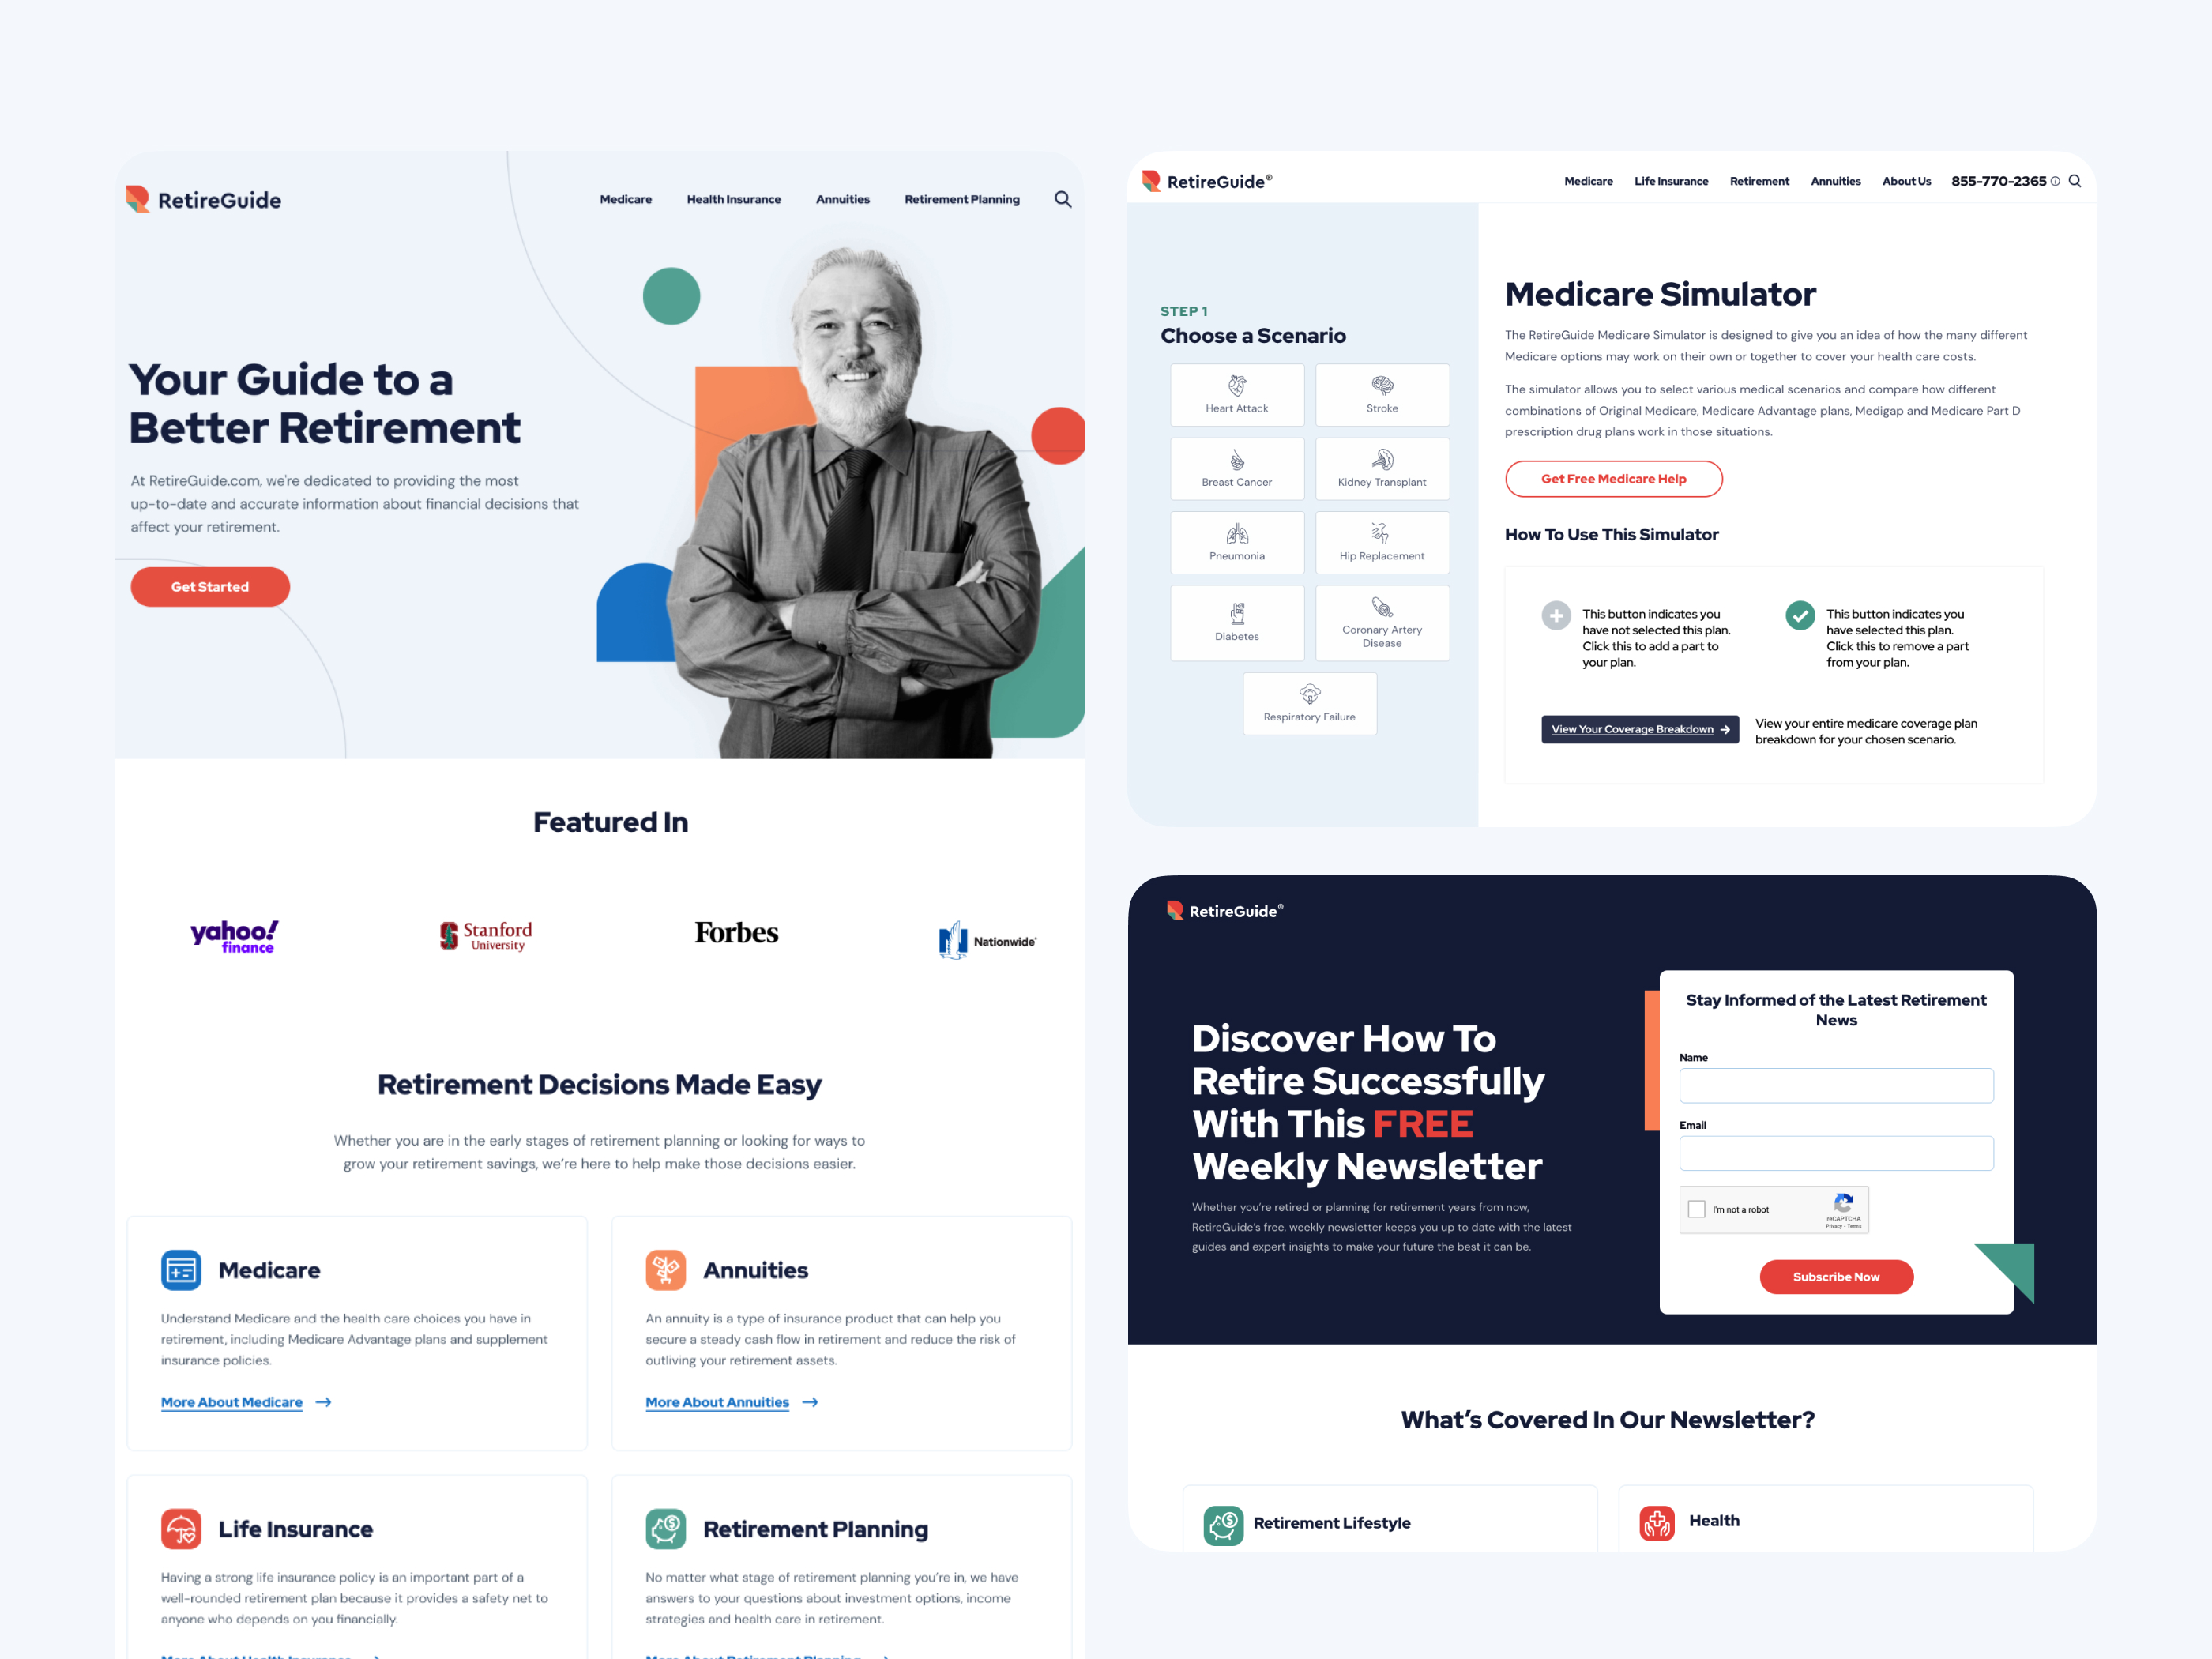 RetireGuide
Medicare
Health Insurance
Annuities
Retirement Planning
Your Guide to a
Better Retirement
At RetireGuide.com, we're dedicated to providing the most
up-to-date and accurate information about financial decisions that
affect your retirement.
Get Started
Featured In
yahoo!
finance
Stanford
University
Forbes
Nationwide®
Retirement Decisions Made Easy
Whether you are in the early stages of retirement planning or looking for ways to
grow your retirement savings, we're here to help make those decisions easier.
Medicare
Understand Medicare and the health care choices you have in
retirement, including Medicare Advantage plans and supplement
insurance policies.
More About Medicare →
Annuities
An annuity is a type of insurance product that can help you
secure a steady cash flow in retirement and reduce the risk of
outliving your retirement assets.
More About Annuities →
Life Insurance
Having a strong life insurance policy is an important part of a
well-rounded retirement plan because it provides a safety net to
anyone who depends on you financially.
More About Health Insurance
Retirement Planning
No matter what stage of retirement planning you're in, we have
answers to your questions about investment options, income
strategies and health care in retirement.
More About Retirement Planning
RetireGuide®
Medicare
Life Insurance
Retirement
Annuities
About Us
855-770-2365
STEP 1
Choose a Scenario
Heart Attack
Stroke
Breast Cancer
Kidney Transplant
Pneumonia
Hip Replacement
Diabetes
Coronary Artery
Disease
Respiratory Failure
Medicare Simulator
The RetireGuide Medicare Simulator is designed to give you an idea of how the many different
Medicare options may work on their own or together to cover your health care costs.
The simulator allows you to select various medical scenarios and compare how different
combinations of Original Medicare, Medicare Advantage plans, Medigap and Medicare Part D
prescription drug plans work in those situations.
Get Free Medicare Help
How To Use This Simulator
This button indicates you
have not selected this plan.
Click this to add a part to
your plan.
This button indicates you
have selected this plan.
Click this to remove a part
from your plan.
View Your Coverage Breakdown →
View your entire medicare coverage plan
breakdown for your chosen scenario.
RetireGuide®
Discover How To
Retire Successfully
With This FREE
Weekly Newsletter
Whether you're retired or planning for retirement years from now,
RetireGuide's free, weekly newsletter keeps you up to date with the latest
guides and expert insights to make your future the best it can be.
Stay Informed of the Latest Retirement
News
Name
Email
I'm not a robot
reCAPTCHA
Privacy - Terms
Subscribe Now
What's Covered In Our Newsletter?
Retirement Lifestyle
Health